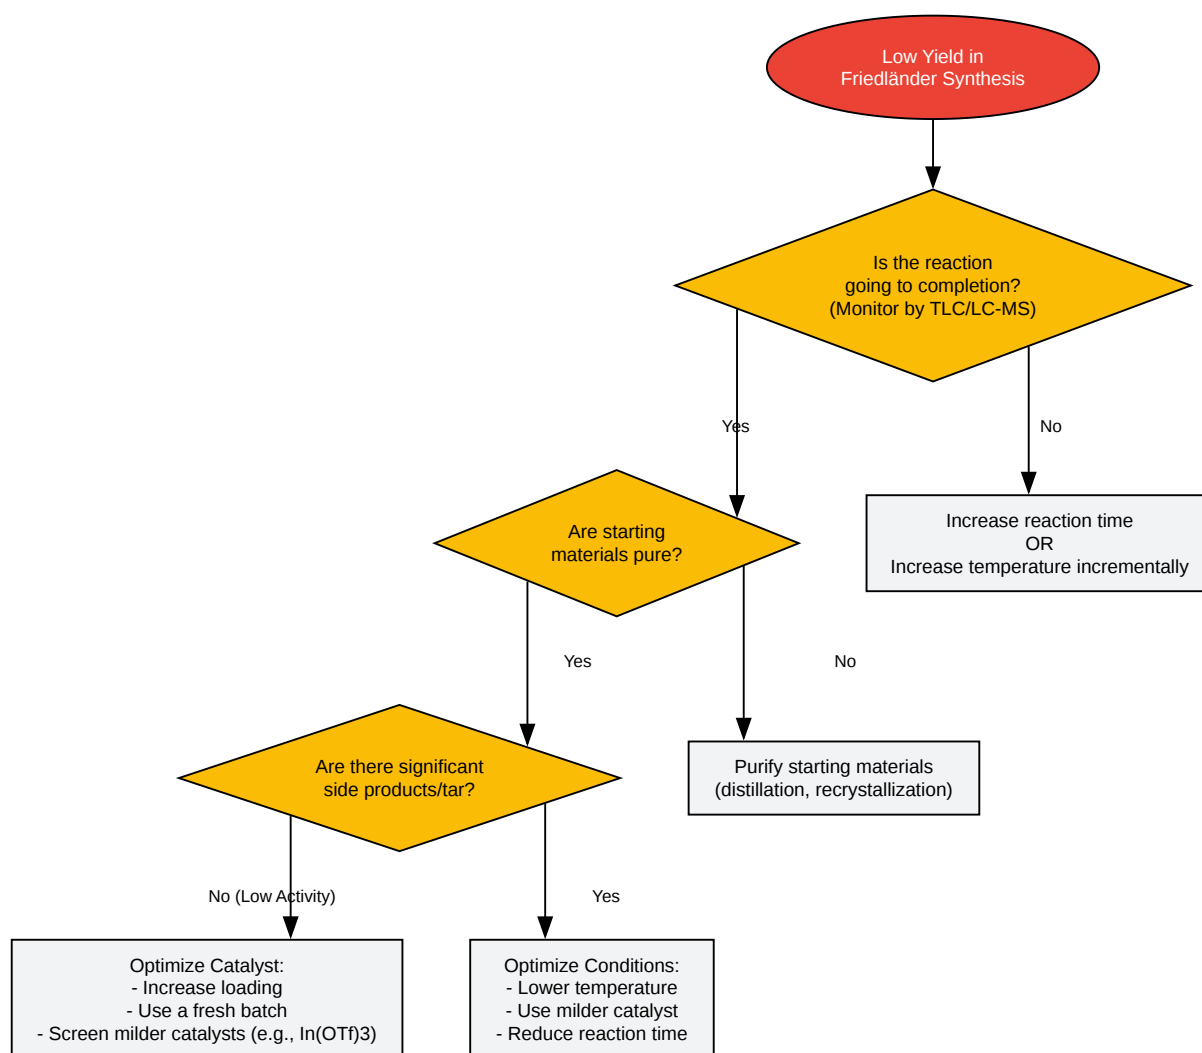 Low Yield in
Friedländer Synthesis
Is the reaction
going to completion?
(Monitor by TLC/LC-MS)
Yes
No
Are starting
materials pure?
Increase reaction time
OR
Increase temperature incrementally
Yes
No
Are there significant
side products/tar?
Purify starting materials
(distillation, recrystallization)
No (Low Activity)
Yes
Optimize Catalyst:
- Increase loading
- Use a fresh batch
- Screen milder catalysts (e.g., In(OTf)3)
Optimize Conditions:
- Lower temperature
- Use milder catalyst
- Reduce reaction time